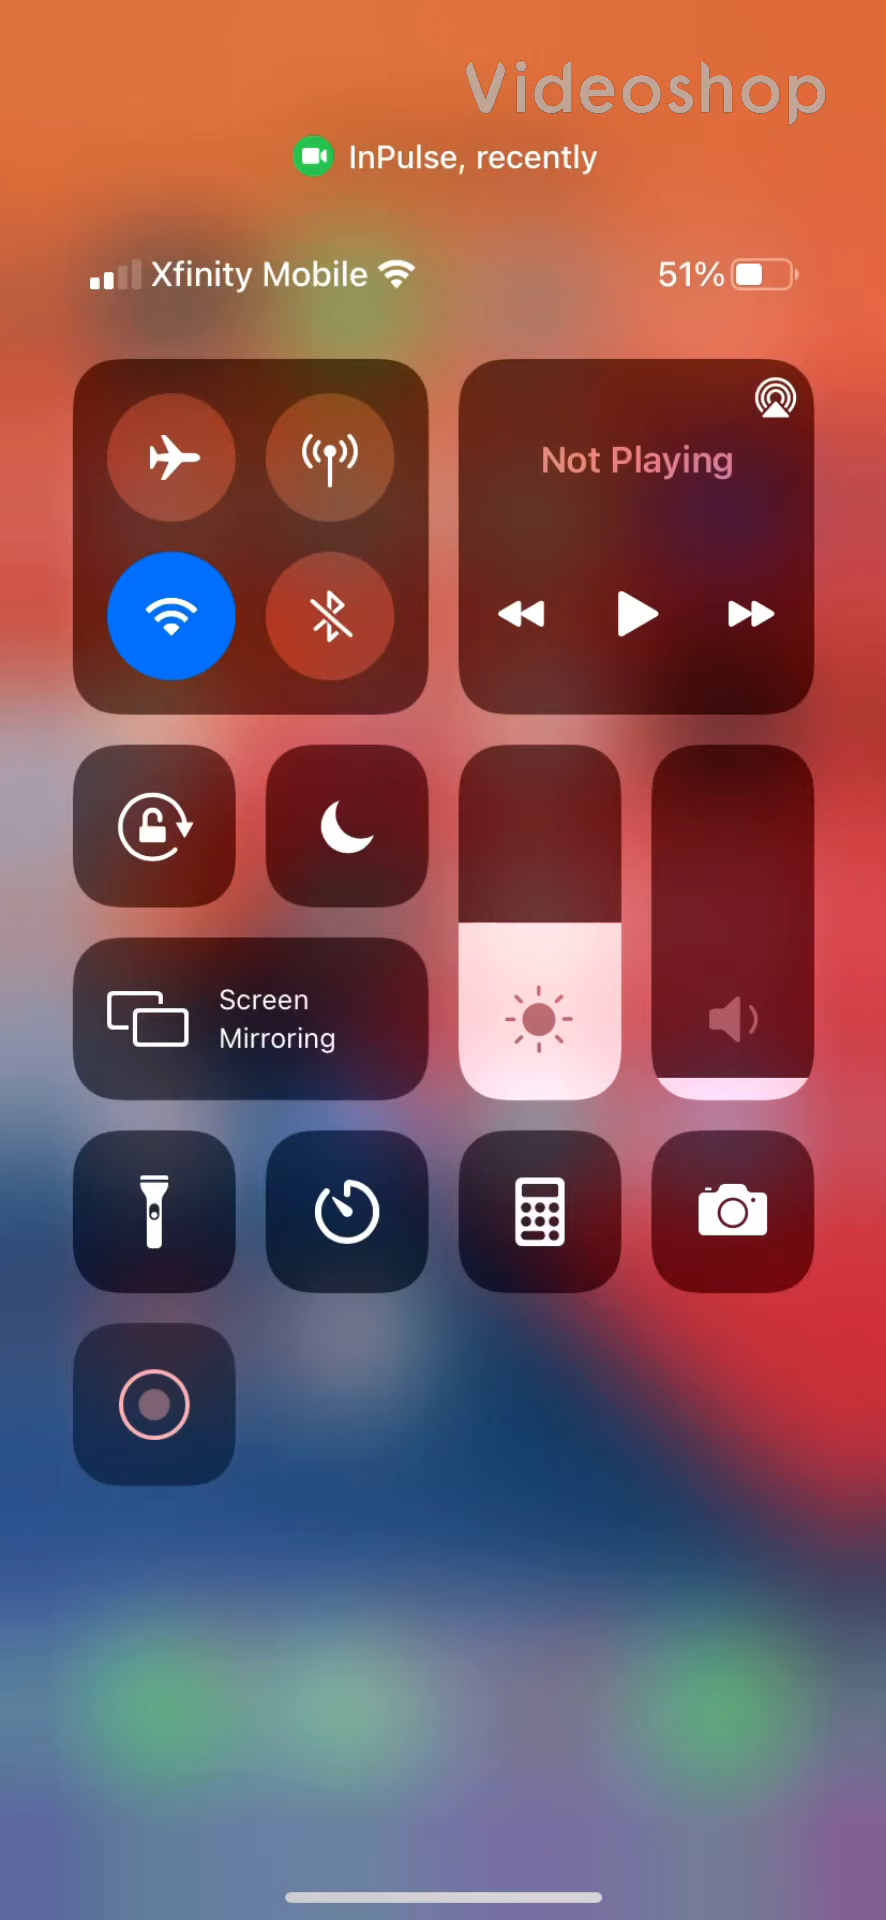 Videoshop
InPulse, recently
Xfinity Mobile
51%
Not Playing
Screen
Mirroring